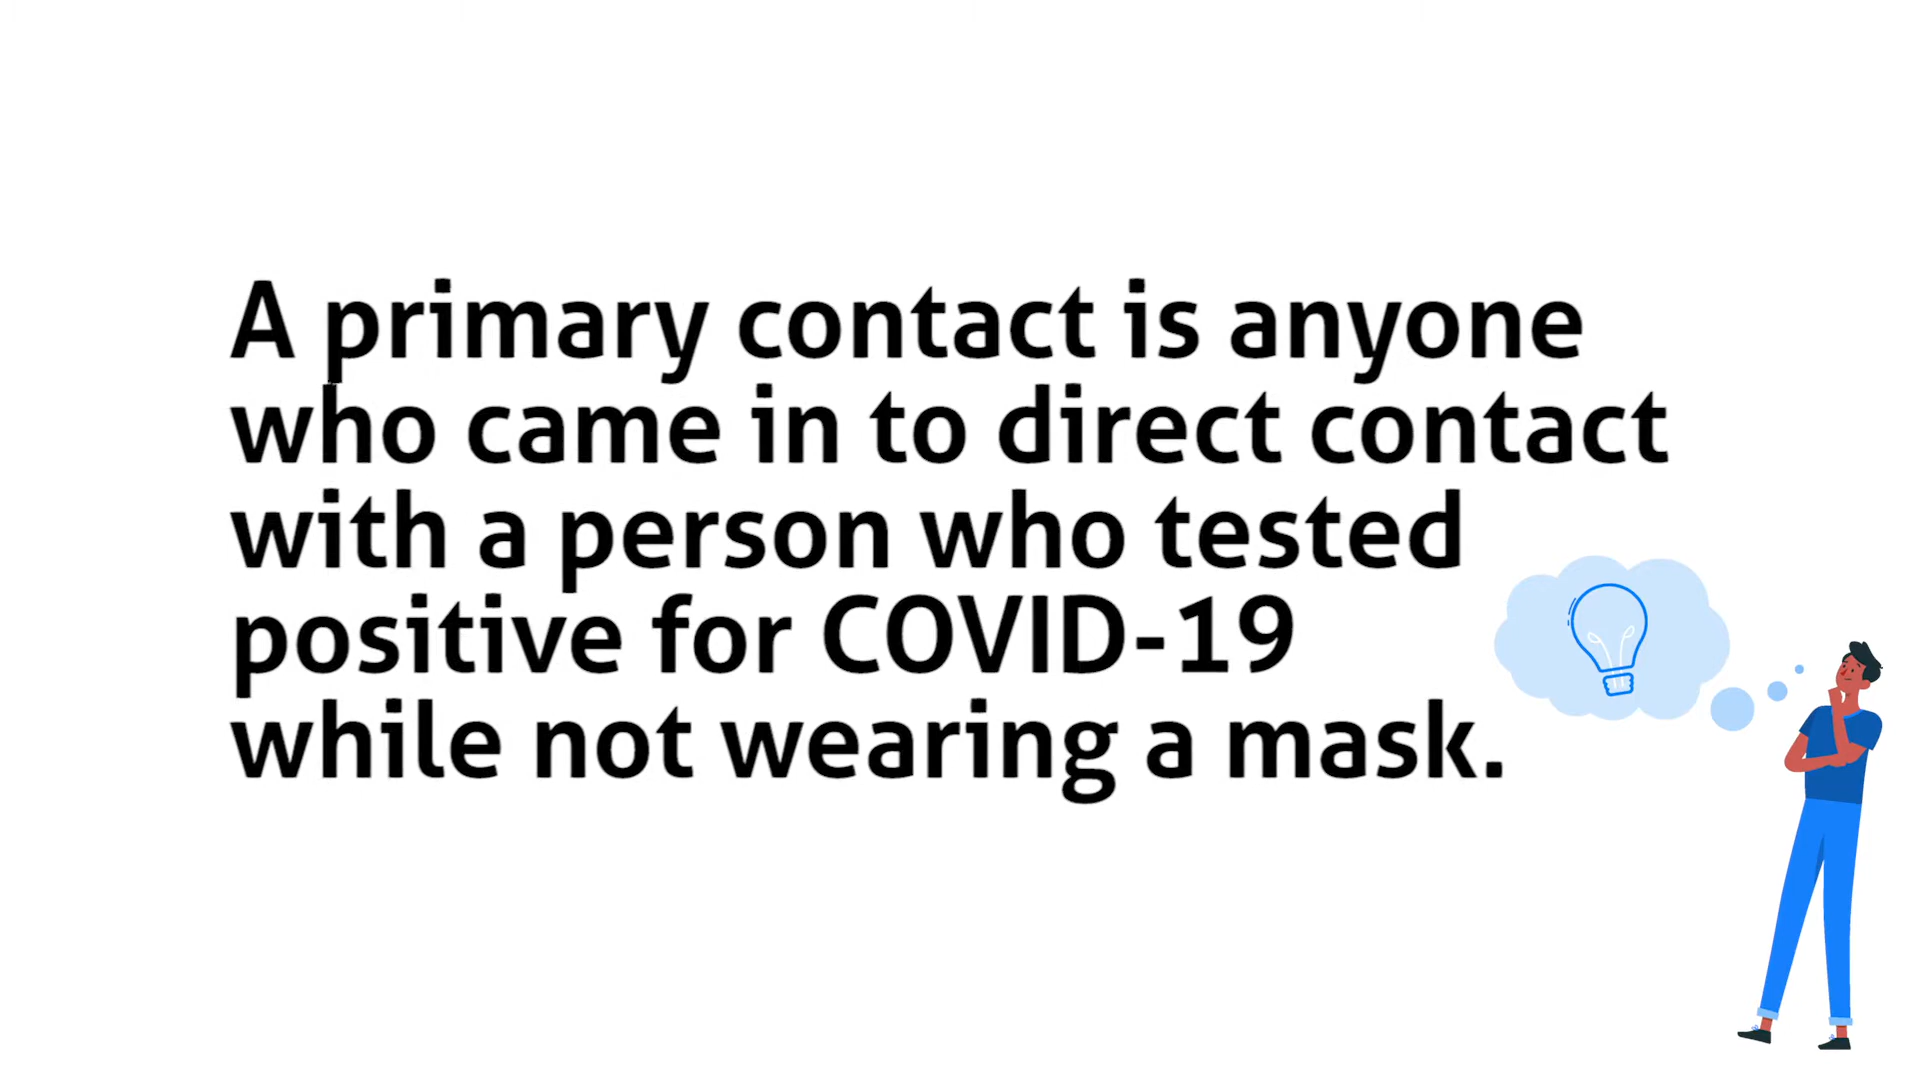 A primary contact is anyone
who came in to direct contact
with a person who tested
positive for COVID-19
while not wearing a mask.